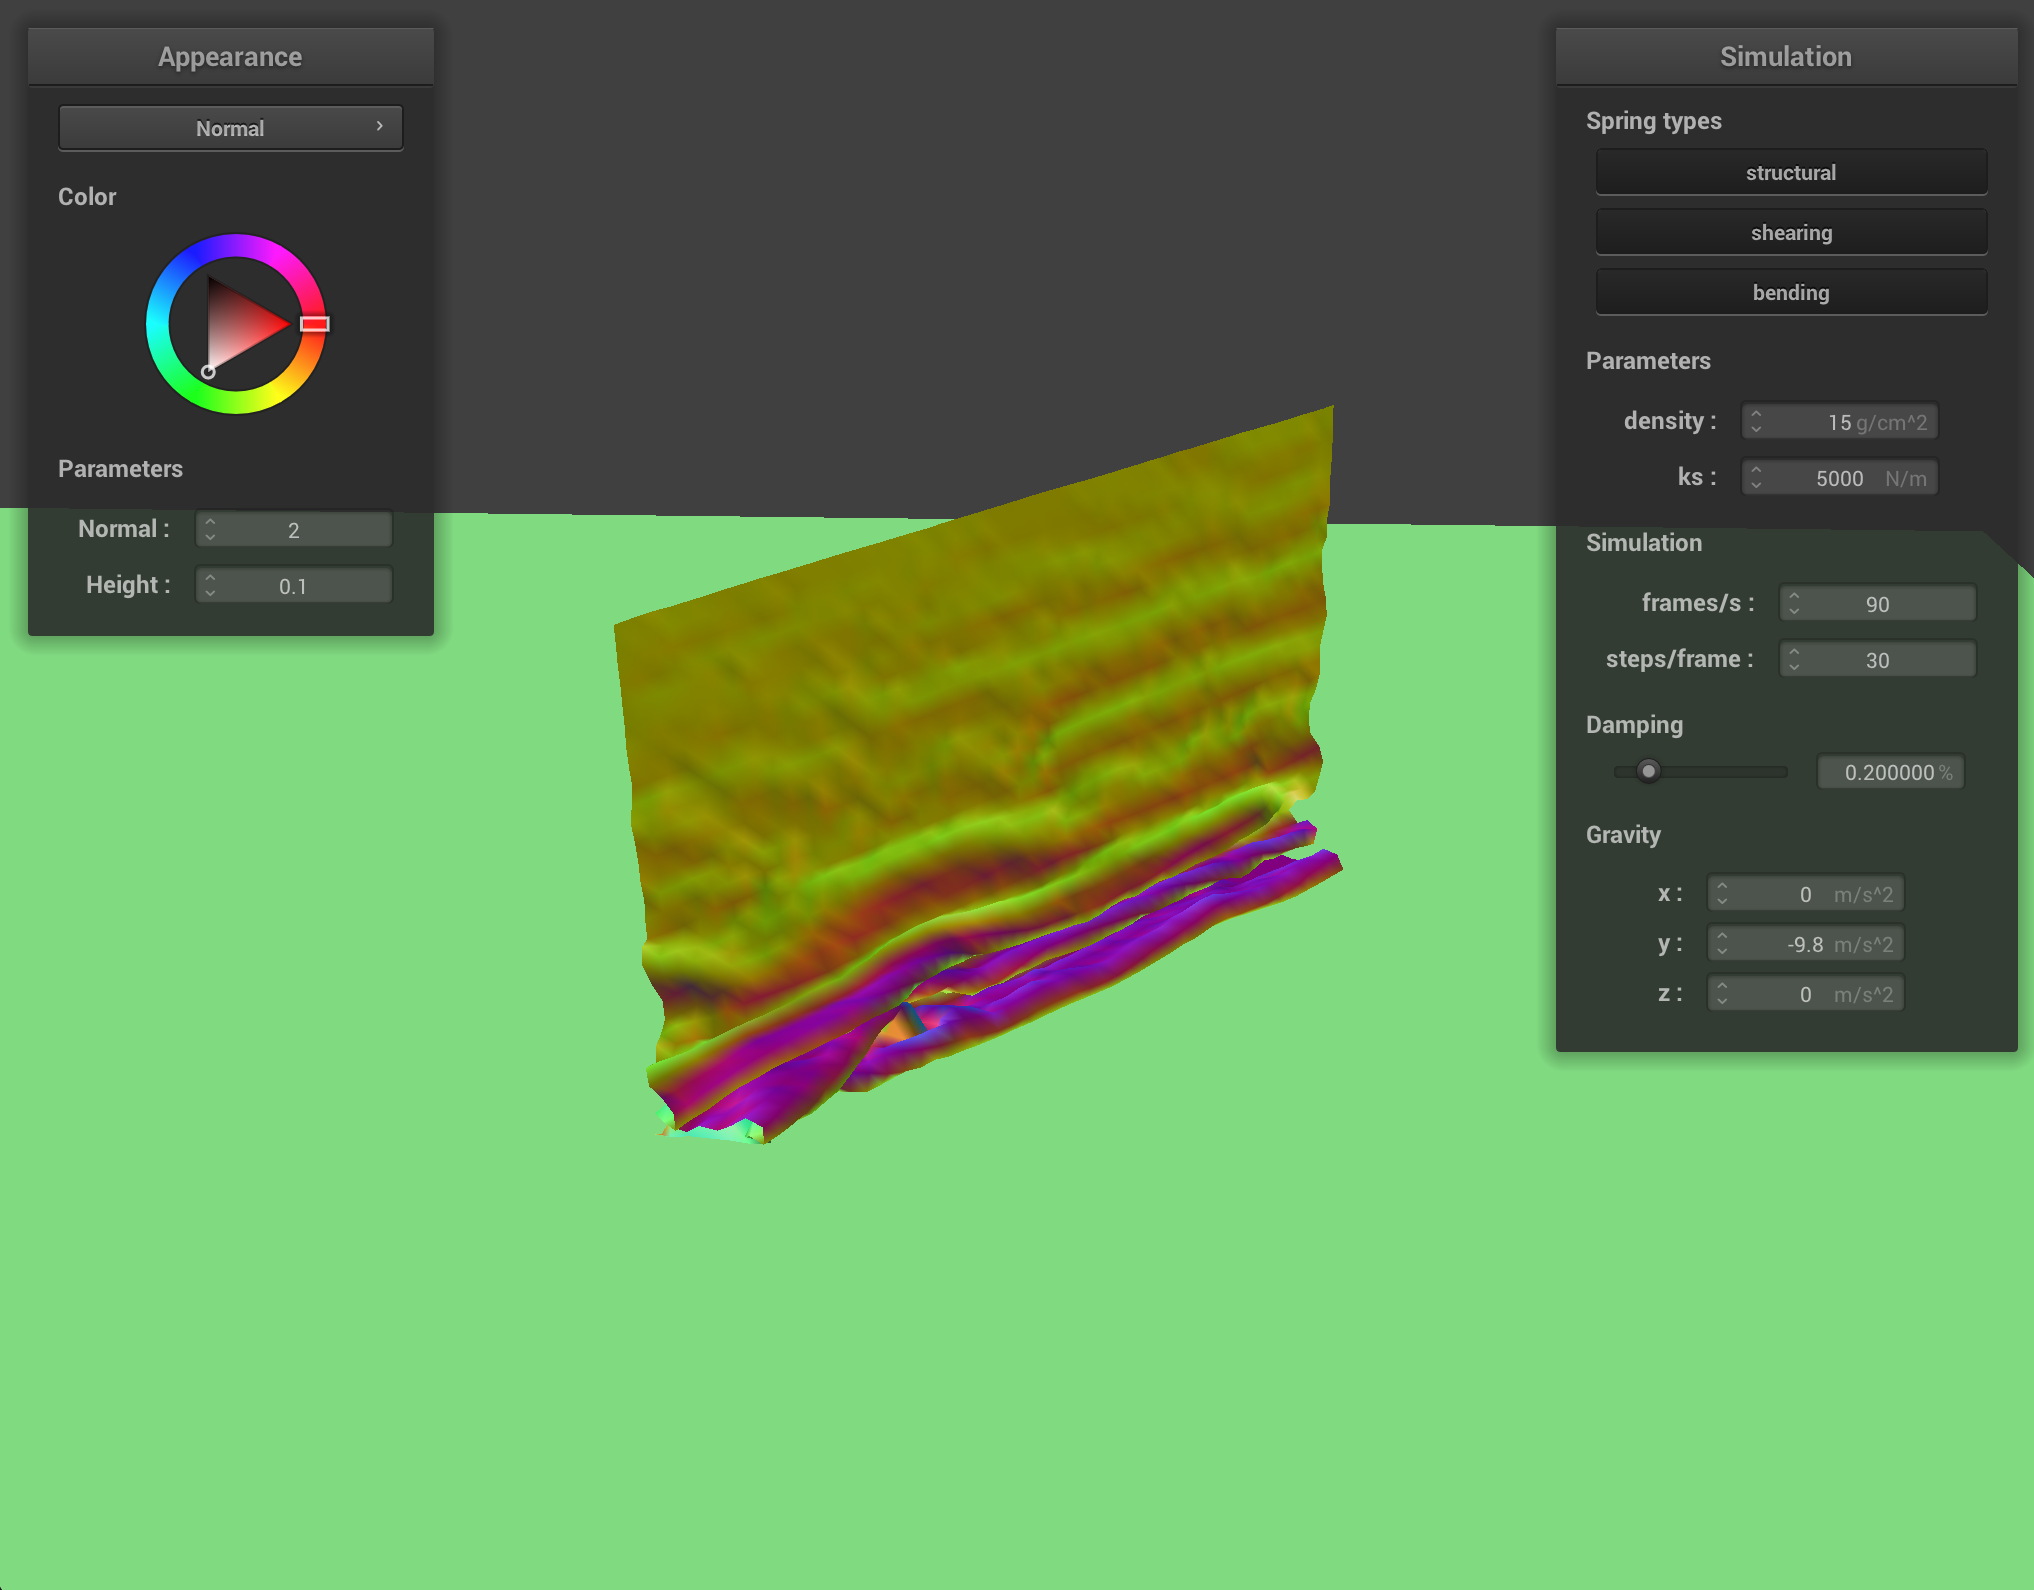 Appearance
Normal
Color
Parameters
Normal : 2
Height : 0.1
Simulation
Spring types
structural
shearing
bending
Parameters
density : 15 g/cm^2
ks : 5000 N/m
Simulation
frames/s : 90
steps/frame : 30
Damping
0.200000 %
Gravity
x : 0 m/s^2
y : -9.8 m/s^2
z : 0 m/s^2